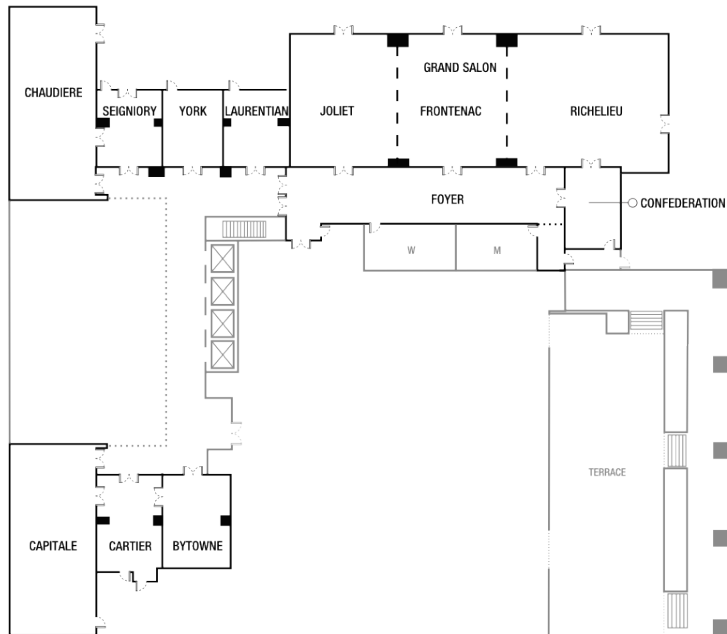 GRAND SALON
CHAUDIERE
SEIGNIORY
YORK
LAURENTIAN
JOLIET
FRONTENAC
RICHELIEU
FOYER
CONFEDERATION
W
M
TERRACE
CAPITALE
CARTIER
BYTOWNE